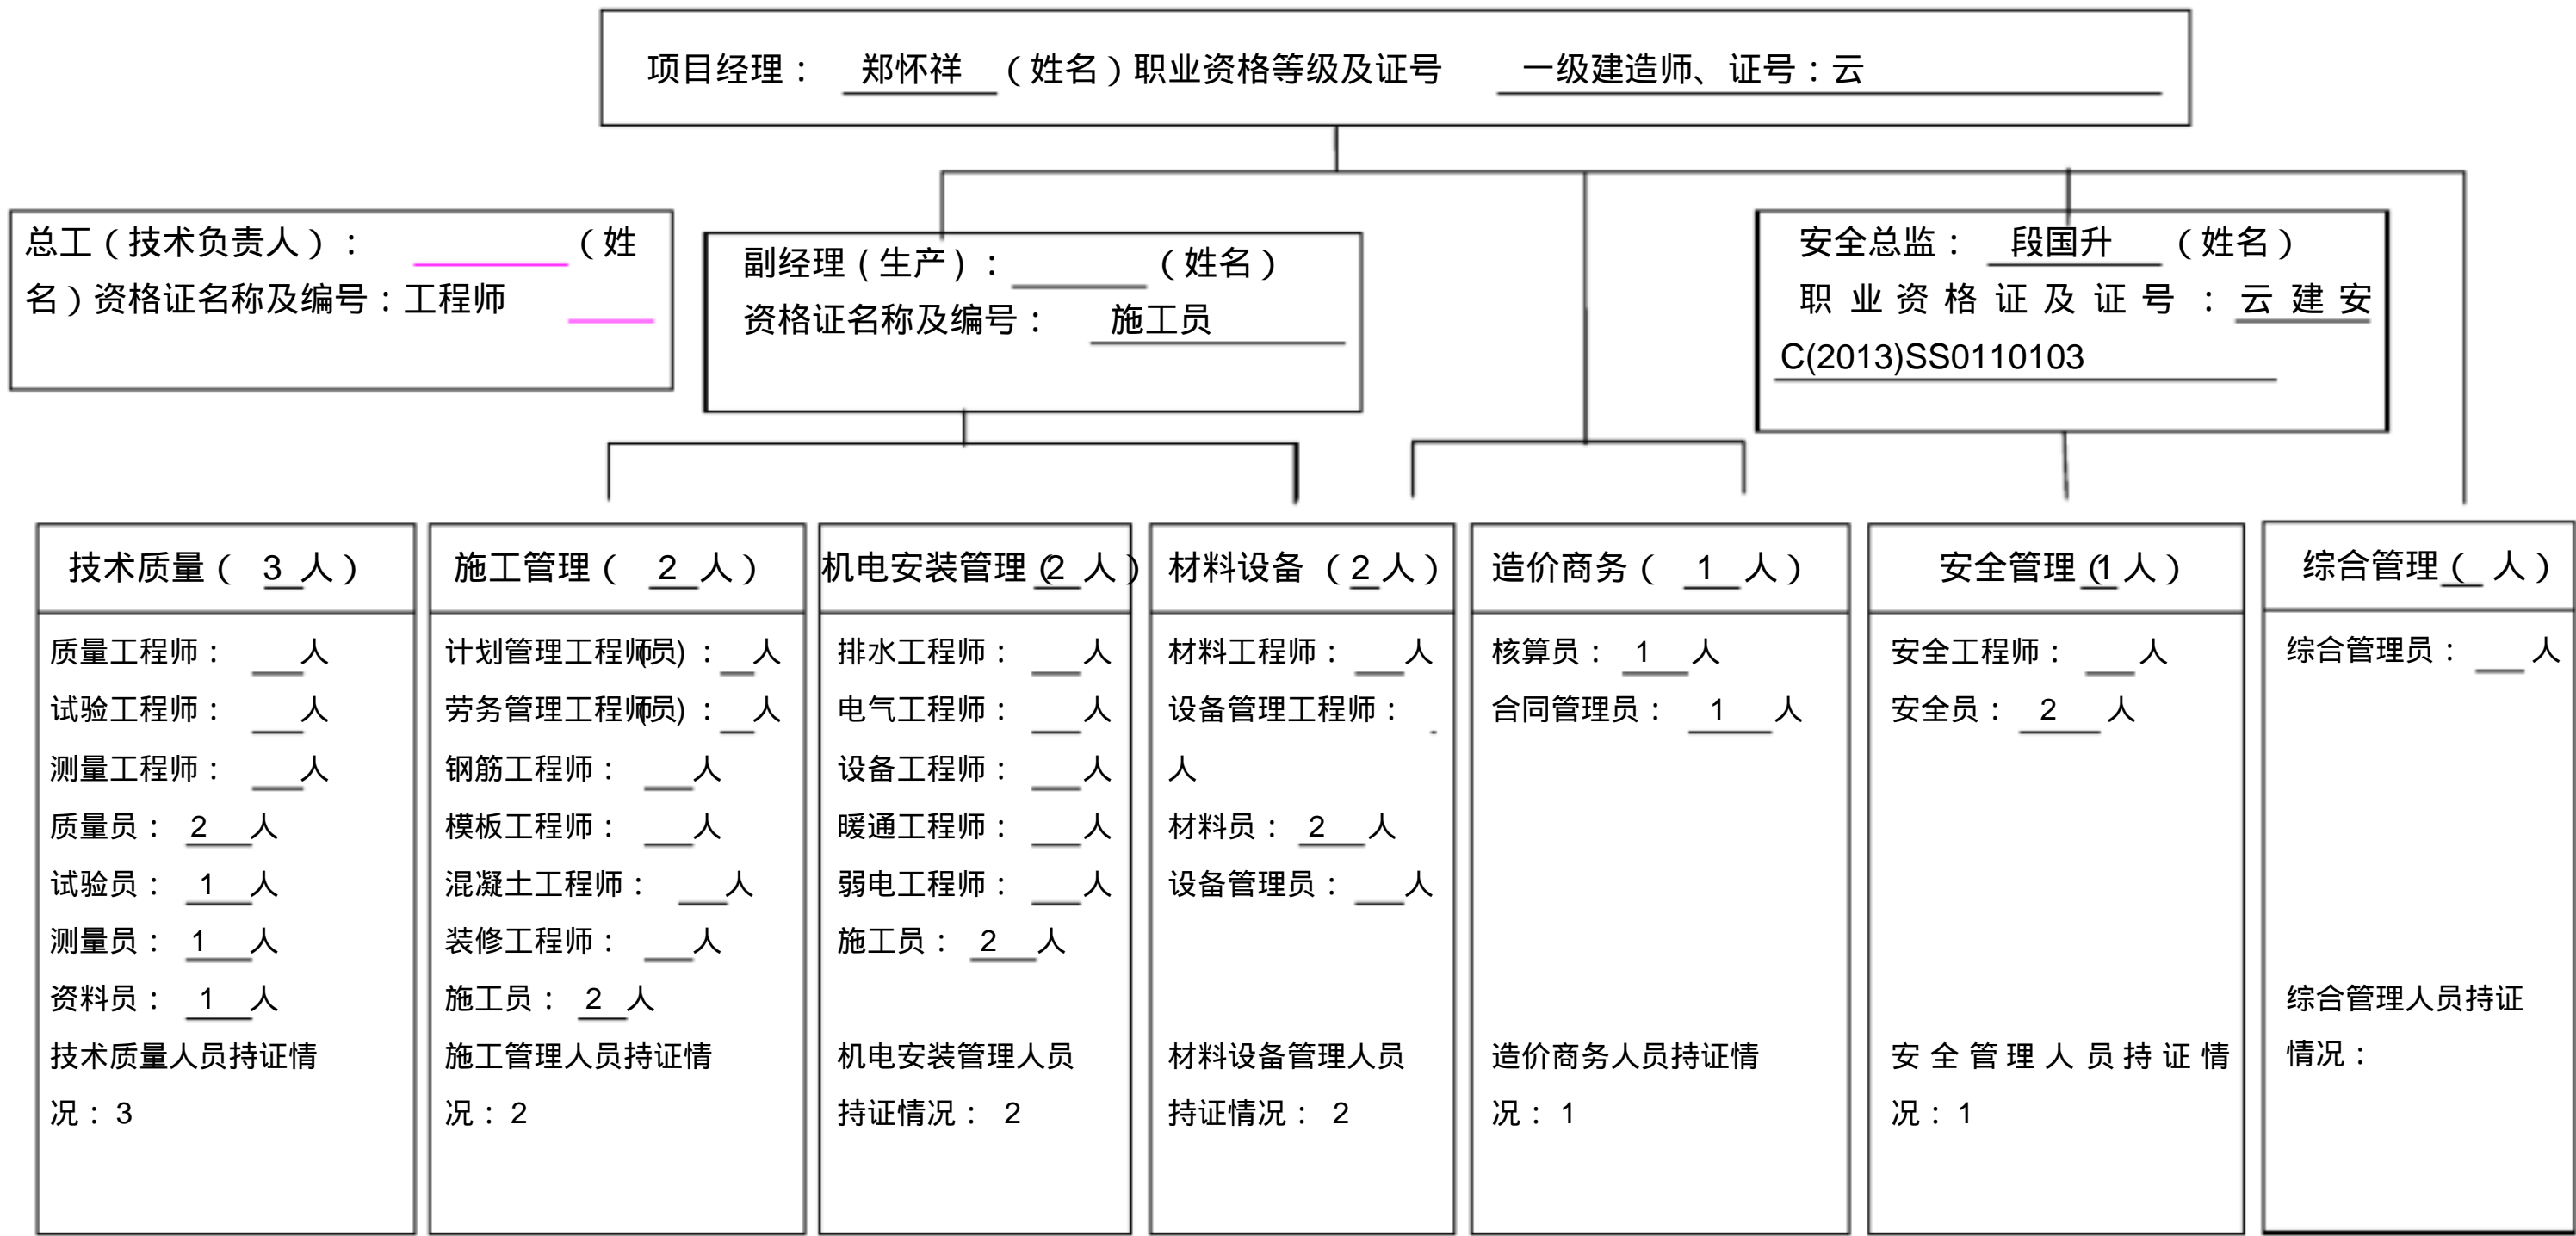 项目经理： 郑怀祥 （姓名）职业资格等级及证号 一级建造师、证号：云
总工（技术负责人）： （姓
名）资格证名称及编号：工程师
副经理（生产）： （姓名）
资格证名称及编号： 施工员
安全总监： 段国升 （姓名）
职业资格证及证号：云建安
C(2013)SS0110103
技术质量（ 3 人）
质量工程师： 人
试验工程师： 人
测量工程师： 人
质量员： 2 人
试验员： 1 人
测量员： 1 人
资料员： 1 人
技术质量人员持证情
况：3
施工管理（ 2 人）
计划管理工程师(员)： 人
劳务管理工程师(员)： 人
钢筋工程师： 人
模板工程师： 人
混凝土工程师： 人
装修工程师： 人
施工员： 2 人
施工管理人员持证情
况：2
机电安装管理（2 人）
排水工程师： 人
电气工程师： 人
设备工程师： 人
暖通工程师： 人
弱电工程师： 人
施工员： 2 人
机电安装管理人员
持证情况： 2
材料设备（2 人）
材料工程师： 人
设备管理工程师：
人
材料员： 2 人
设备管理员： 人
材料设备管理人员
持证情况： 2
造价商务（ 1 人）
核算员： 1 人
合同管理员： 1 人
造价商务人员持证情
况：1
安全管理（1 人）
安全工程师： 人
安全员： 2 人
安全管理人员持证情
况：1
综合管理（ 人）
综合管理员： 人
综合管理人员持证
情况：